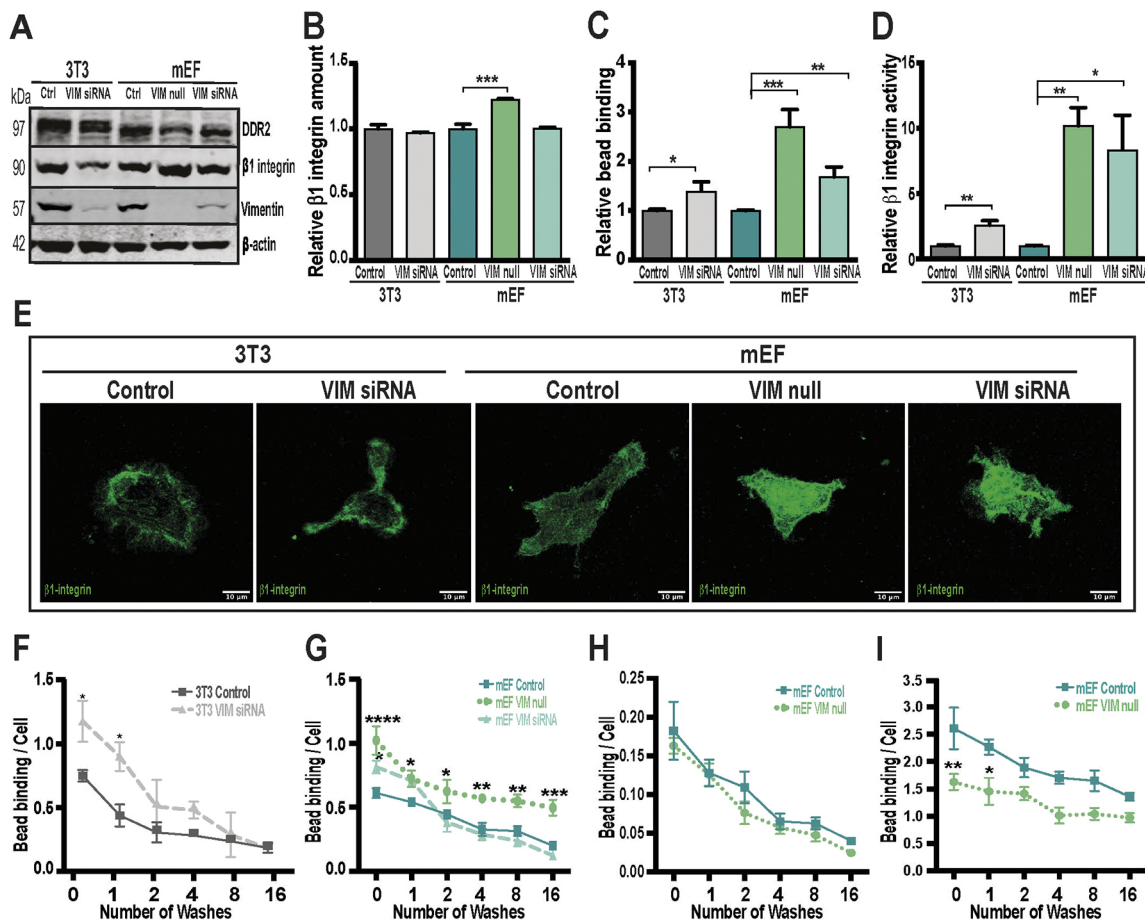 A
3T3 mEF
kDa Ctrl VIM siRNA Ctrl VIM null VIM siRNA
97 DDR2
90 β1 integrin
57 Vimentin
42 β-actin
B
Relative β1 integrin amount
1.5
1.0
0.5
0.0
***
Control VIM siRNA Control VIM null VIM siRNA
3T3 mEF
C
Relative bead binding
4
3
2
1
0
* *** **
Control VIM siRNA Control VIM null VIM siRNA
3T3 mEF
D
Relative β1 integrin activity
15
10
5
0
** ** *
Control VIM siRNA Control VIM null VIM siRNA
3T3 mEF
E
3T3 mEF
Control VIM siRNA Control VIM null VIM siRNA
β1-integrin 10 µm β1-integrin 10 µm β1-integrin 10 µm β1-integrin 10 µm β1-integrin 10 µm
F
Bead binding / Cell
1.5
1.0
0.5
0.0
3T3 Control
3T3 VIM siRNA
* *
0 1 2 4 8 16
Number of Washes
G
Bead binding / Cell
1.5
1.0
0.5
0.0
mEF Control
mEF VIM null
mEF VIM siRNA
**** * * ** ** ***
*
0 1 2 4 8 16
Number of Washes
H
Bead binding / Cell
0.25
0.20
0.15
0.10
0.05
0.00
mEF Control
mEF VIM null
0 1 2 4 8 16
Number of Washes
I
Bead binding / Cell
3.5
3.0
2.5
2.0
1.5
1.0
0.5
0.0
mEF Control
mEF VIM null
** *
0 1 2 4 8 16
Number of Washes